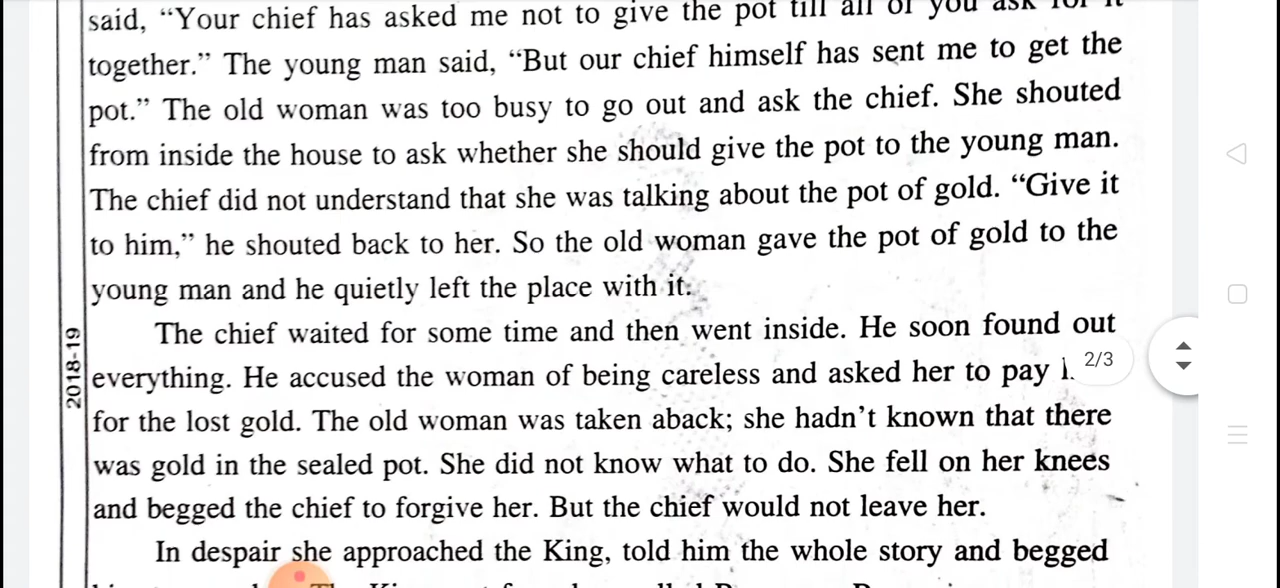 said, “Your chief has asked me not to give the pot till all of you ask for it
together.” The young man said, “But our chief himself has sent me to get the
pot.” The old woman was too busy to go out and ask the chief. She shouted
from inside the house to ask whether she should give the pot to the young man.
The chief did not understand that she was talking about the pot of gold. “Give it
to him,” he shouted back to her. So the old woman gave the pot of gold to the
young man and he quietly left the place with it.
The chief waited for some time and then went inside. He soon found out
everything. He accused the woman of being careless and asked her to pay
2/3
for the lost gold. The old woman was taken aback; she hadn’t known that there
was gold in the sealed pot. She did not know what to do. She fell on her knees
and begged the chief to forgive her. But the chief would not leave her.
In despair she approached the King, told him the whole story and begged
2018-19